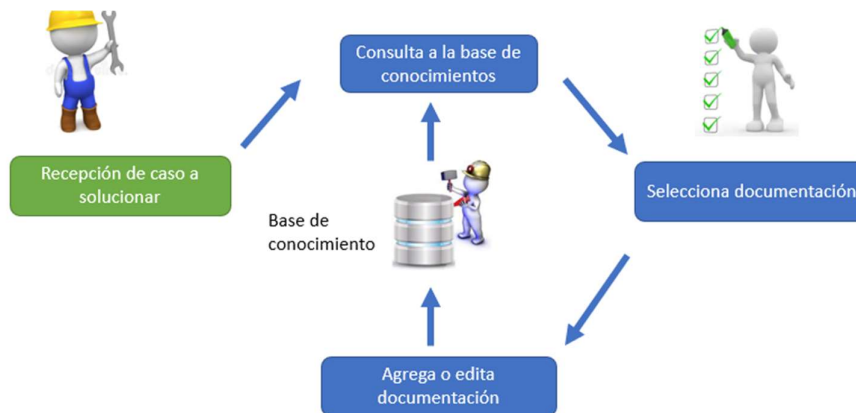 Consulta a la base de
conocimientos
Recepción de caso a
solucionar
Selecciona documentación
Base de
conocimiento
Agrega o edita
documentación